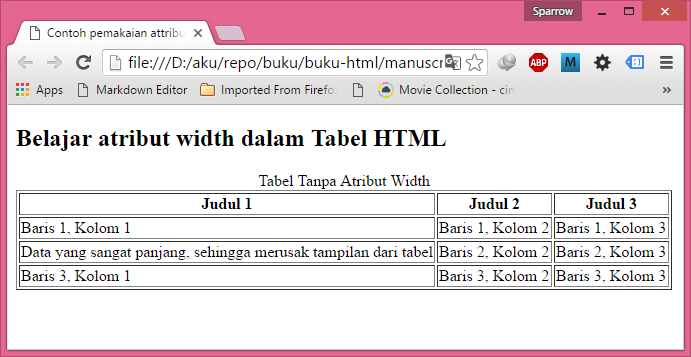 Sparrow
Contoh pemakaian attribu
file:///D:/aku/repo/buku/buku-html/manuscr
ABP
M
Apps Markdown Editor Imported From Firefo Movie Collection - cin
Belajar atribut width dalam Tabel HTML
Tabel Tanpa Atribut Width
Judul 1 Judul 2 Judul 3
Baris 1, Kolom 1 Baris 1, Kolom 2 Baris 1, Kolom 3
Data yang sangat panjang, sehingga merusak tampilan dari tabel Baris 2, Kolom 2 Baris 2, Kolom 3
Baris 3, Kolom 1 Baris 3, Kolom 2 Baris 3, Kolom 3